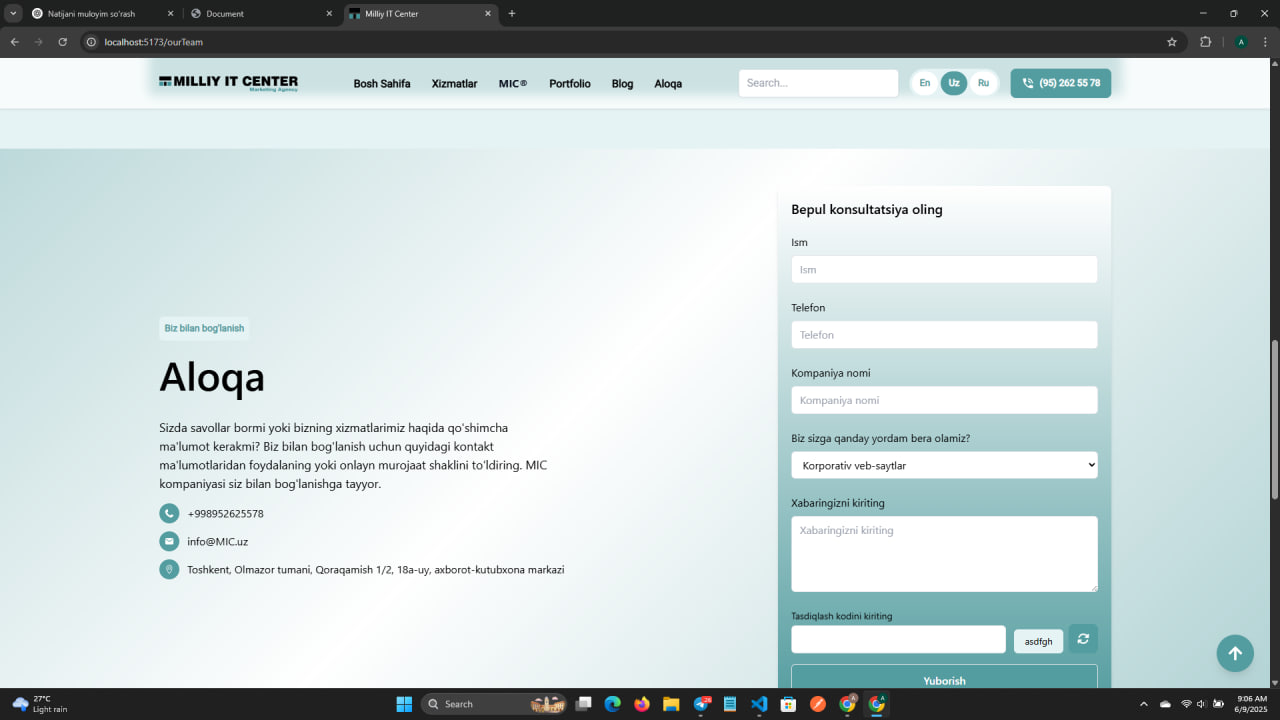 Natijani muloyim so'rash
Document
Milliy IT Center
localhost:5173/ourTeam
A
MILLIY IT CENTER
Marketing Agency
Bosh Sahifa
Xizmatlar
MIC®
Portfolio
Blog
Aloqa
Search...
En
Uz
Ru
(95) 262 55 78
Biz bilan bog'lanish
Aloqa
Sizda savollar bormi yoki bizning xizmatlarimiz haqida qo'shimcha
ma'lumot kerakmi? Biz bilan bog'lanish uchun quyidagi kontakt
ma'lumotlaridan foydalaning yoki onlayn murojaat shaklini to'ldiring. MIC
kompaniyasi siz bilan bog'lanishga tayyor.
+998952625578
info@MIC.uz
Toshkent, Olmazor tumani, Qoraqamish 1/2, 18a-uy, axborot-kutubxona markazi
Bepul konsultatsiya oling
Ism
Ism
Telefon
Telefon
Kompaniya nomi
Kompaniya nomi
Biz sizga qanday yordam bera olamiz?
Korporativ veb-saytlar
Xabaringizni kiriting
Xabaringizni kiriting
Tasdiqlash kodini kiriting
asdfgh
Yuborish
27°C
Light rain
Search
26
A
A
9:06 AM
6/9/2025